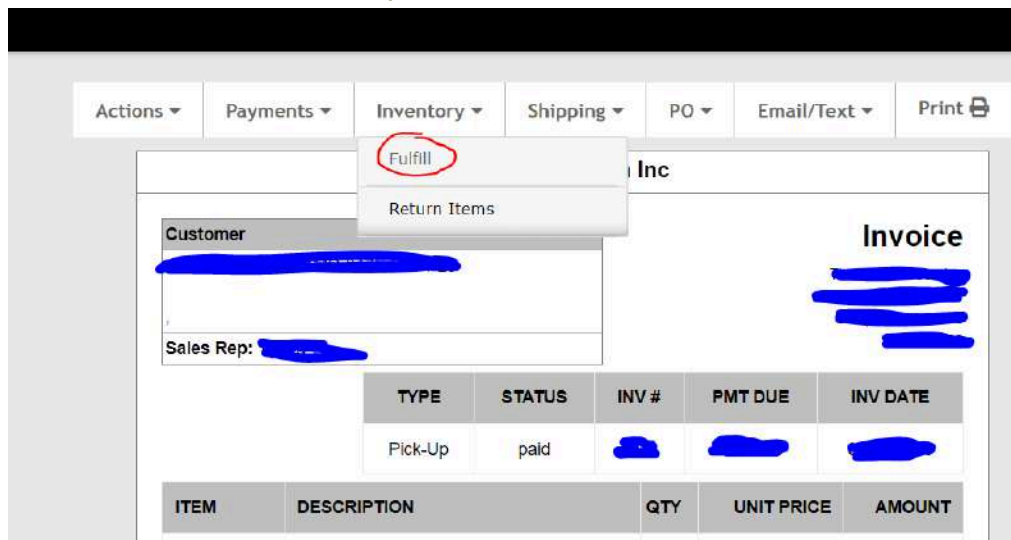 Actions Payments Inventory Shipping PO Email/Text Print
Fulfill
Inc
Return Items
Customer
Invoice
,
Sales Rep:
TYPE STATUS INV # PMT DUE INV DATE
Pick-Up paid
ITEM DESCRIPTION QTY UNIT PRICE AMOUNT